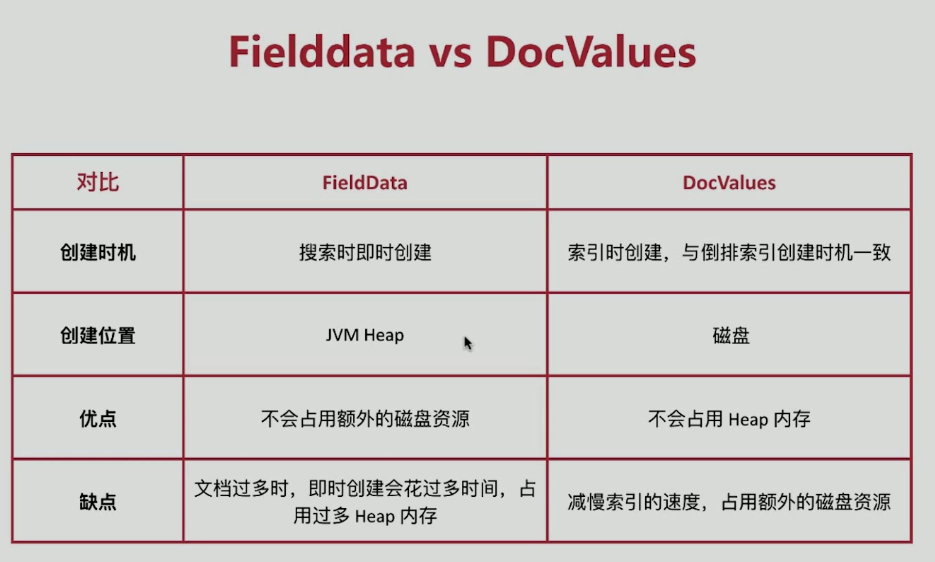 Fielddata vs DocValues
对比
FieldData
DocValues
创建时机
搜索时即时创建
索引时创建，与倒排索引创建时机一致
创建位置
JVM Heap
磁盘
优点
不会占用额外的磁盘资源
不会占用 Heap 内存
缺点
文档过多时，即时创建会花过多时间，占
用过多 Heap 内存
减慢索引的速度，占用额外的磁盘资源